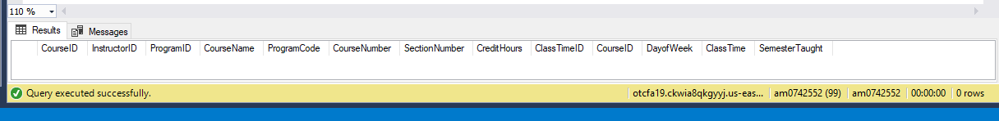 110 %
Results Messages
CourseID InstructorID ProgramID CourseName ProgramCode CourseNumber SectionNumber CreditHours ClassTimeID CourseID DayofWeek ClassTime SemesterTaught
Query executed successfully. otcfa19.ckwia8qkgyyj.us-eas... am0742552 (99) am0742552 00:00:00 0 rows